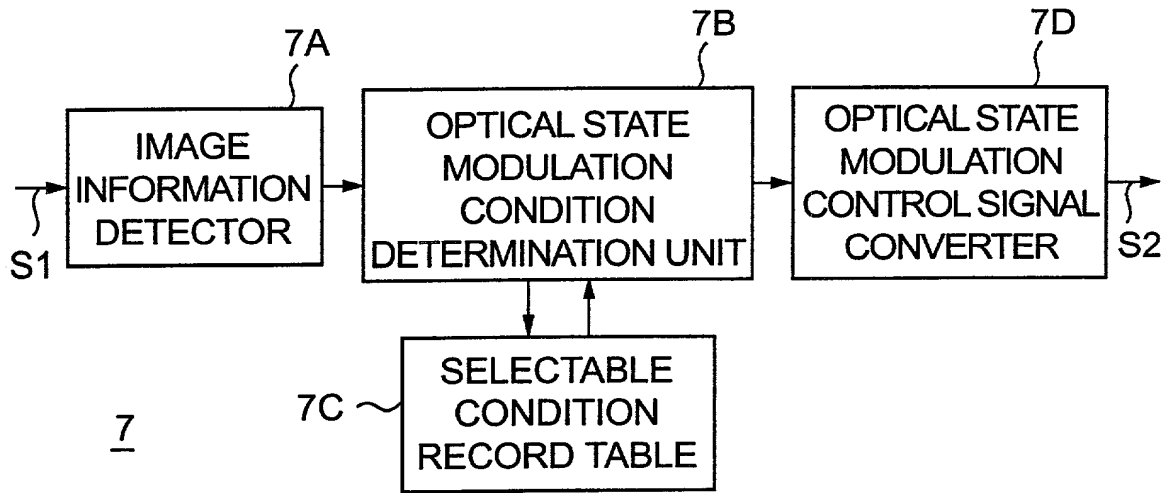 7A
IMAGE
INFORMATION
DETECTOR
S1
7B
OPTICAL STATE
MODULATION
CONDITION
DETERMINATION UNIT
7D
OPTICAL STATE
MODULATION
CONTROL SIGNAL
CONVERTER
S2
7C
SELECTABLE
CONDITION
RECORD TABLE
7